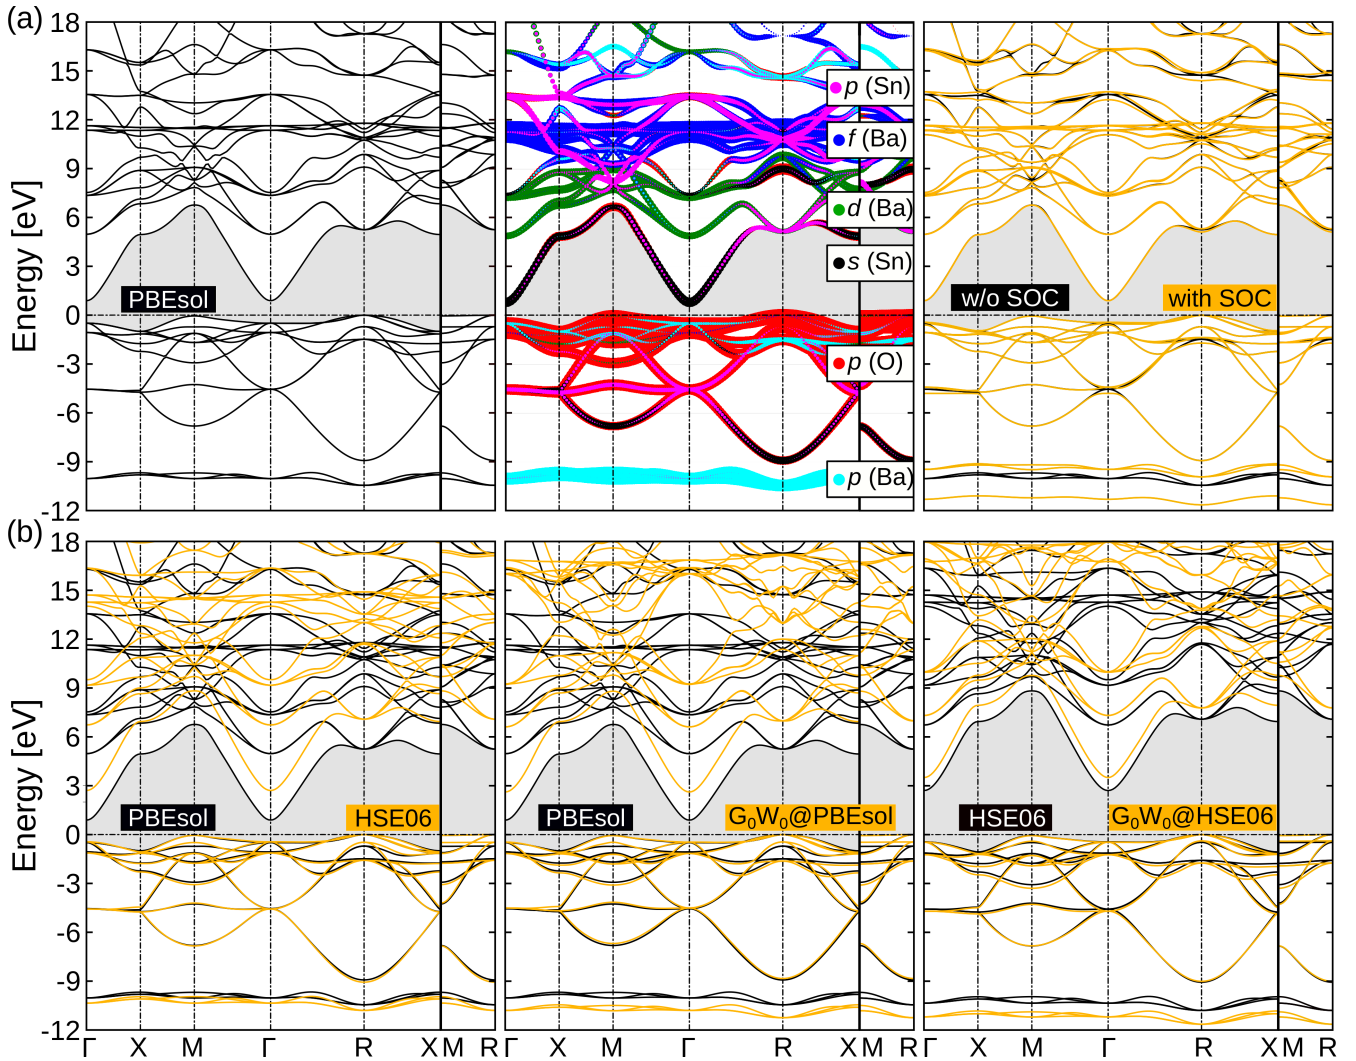 (a)
18
15
12
9
6
3
0
-3
-6
-9
-12
Energy [eV]
PBEsol
p (Sn)
f (Ba)
d (Ba)
s (Sn)
p (O)
p (Ba)
w/o SOC
with SOC
(b)
18
15
12
9
6
3
0
-3
-6
-9
-12
Energy [eV]
PBEsol
HSE06
PBEsol
G₀W₀@PBEsol
HSE06
G₀W₀@HSE06
Γ X M Γ R X M R
Γ X M Γ R X M R
Γ X M Γ R X M R